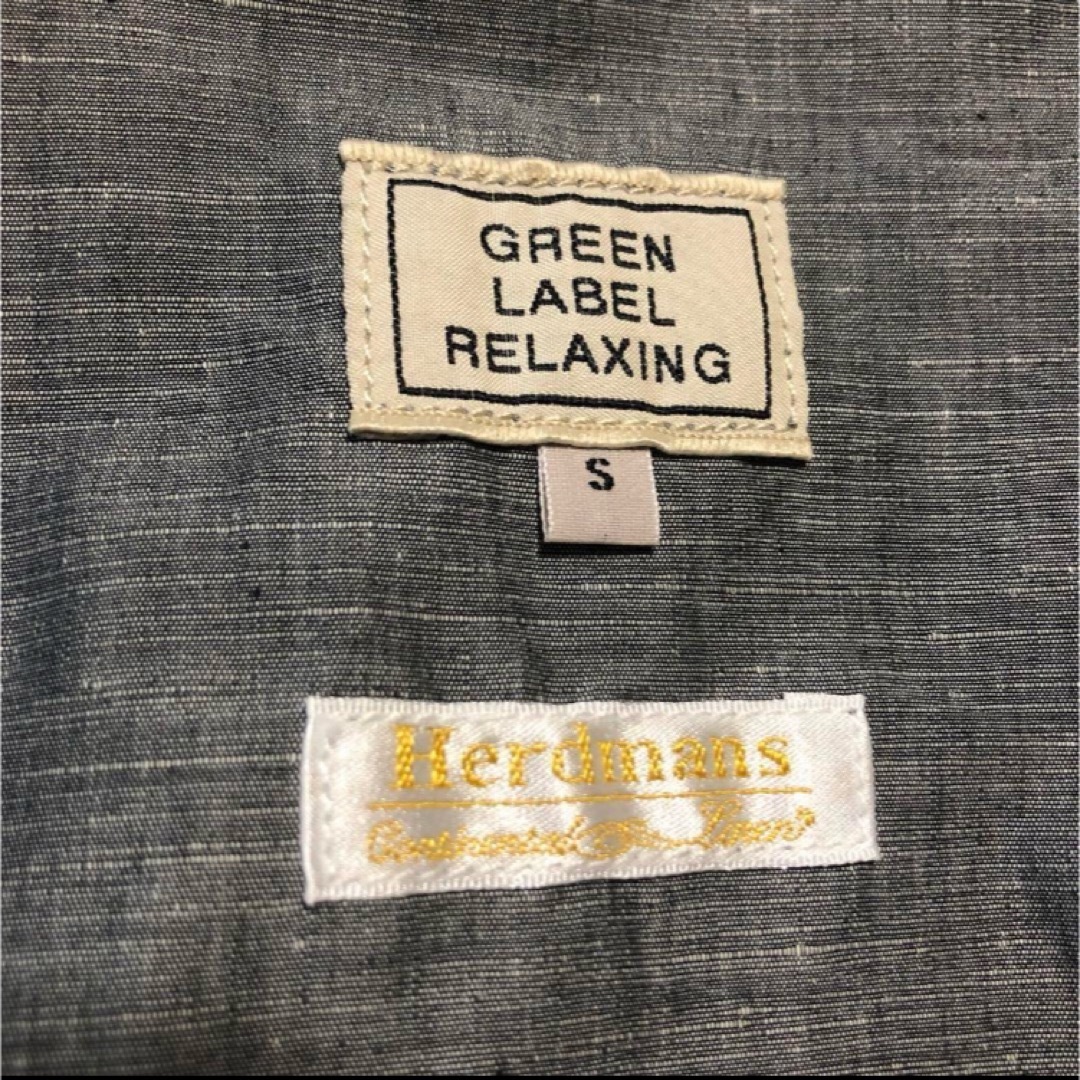 GREEN
LABEL
RELAXING
S
Herdmans